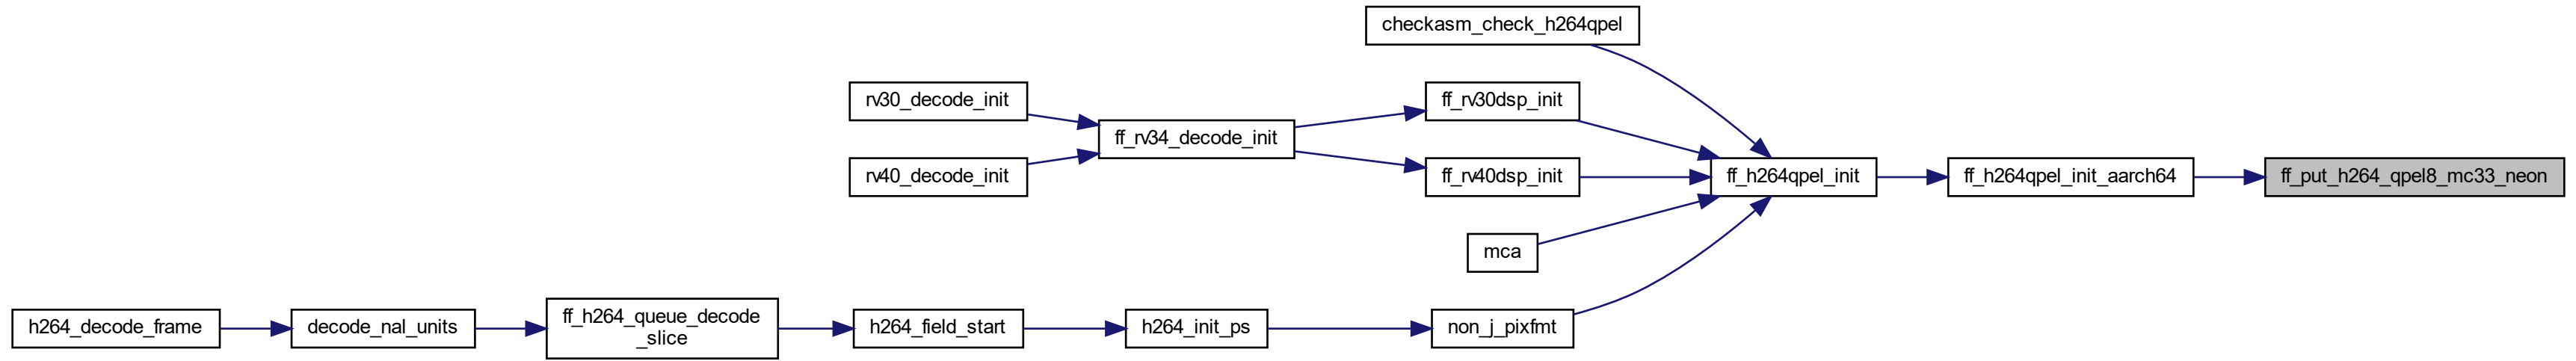 checkasm_check_h264qpel
rv30_decode_init
ff_rv30dsp_init
ff_rv34_decode_init
rv40_decode_init
ff_rv40dsp_init
ff_h264qpel_init
ff_h264qpel_init_aarch64
ff_put_h264_qpel8_mc33_neon
mca
h264_decode_frame
decode_nal_units
ff_h264_queue_decode
_slice
h264_field_start
h264_init_ps
non_j_pixfmt